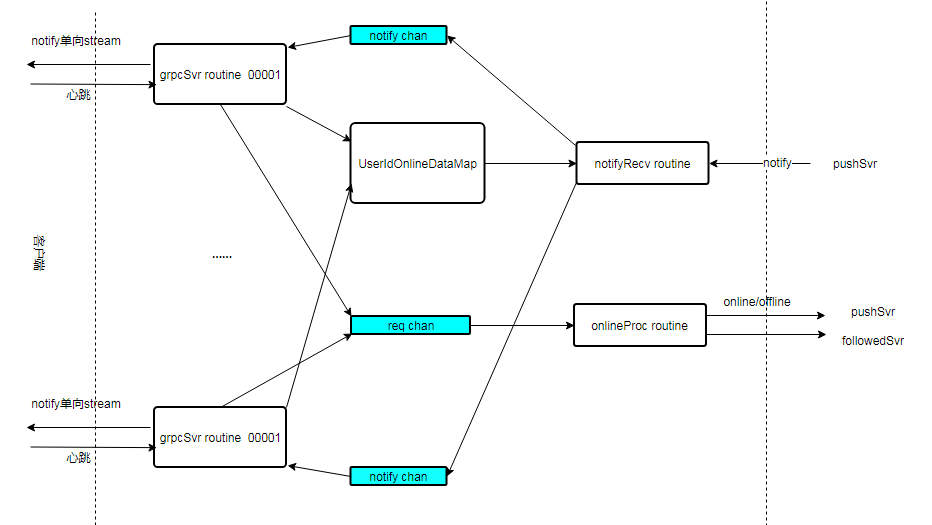 notify chan
notify单向stream
grpcSvr routine 00001
心跳
UserIdOnlineDataMap
notifyRecv routine
notify
pushSvr
客户端
......
online/offline
pushSvr
req chan
onlineProc routine
followedSvr
notify单向stream
grpcSvr routine 00001
心跳
notify chan